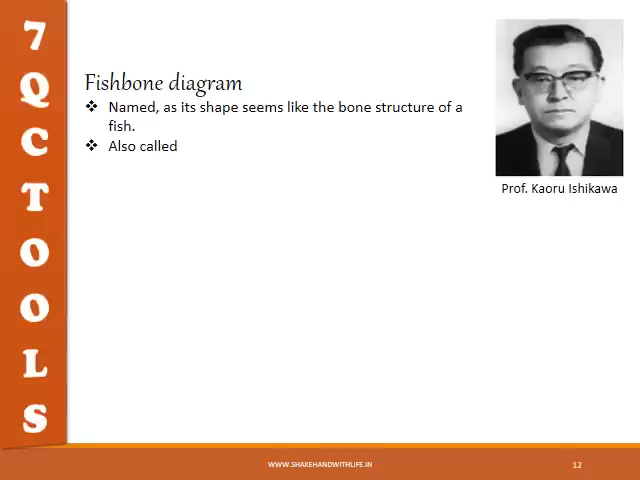 7
Q
C
T
O
O
L
S
Fishbone diagram
❖ Named, as its shape seems like the bone structure of a
fish.
❖ Also called
Prof. Kaoru Ishikawa
WWW.SHAKEHANDWITHLIFE.IN
12